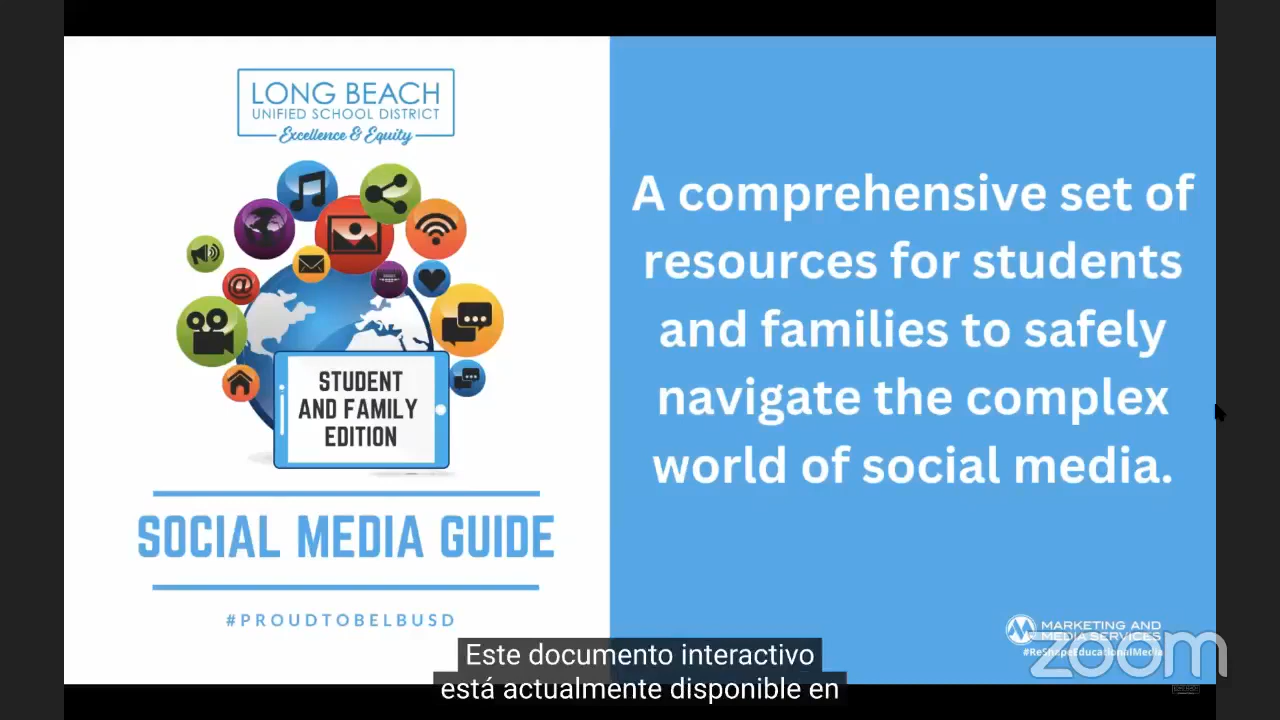 LONG BEACH
UNIFIED SCHOOL DISTRICT
Excellence & Equity
@
STUDENT
AND FAMILY
EDITION
SOCIAL MEDIA GUIDE
#PROUDTOBELBUSD
A comprehensive set of
resources for students
and families to safely
navigate the complex
world of social media.
MARKETING AND
MEDIA SERVICES
#ReShapeEducationalMedia
zoom
Este documento interactivo
está actualmente disponible en